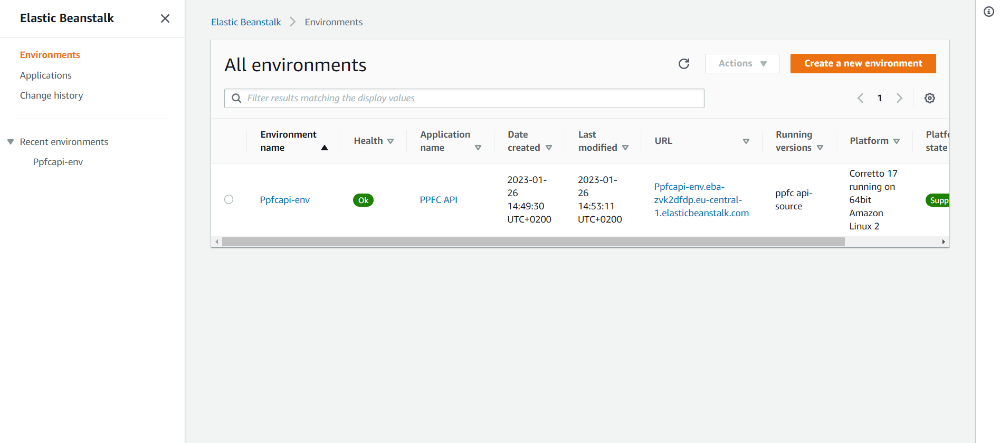 Elastic Beanstalk
Environments
Applications
Change history
Recent environments
Ppfcapi-env
Elastic Beanstalk
Environments
All environments
Actions
Create a new environment
Filter results matching the display values
1
Environment
name
Health
Application
name
Date
created
Last
modified
URL
Running
versions
Platform
Platfo
state
Ppfcapi-env
Ok
PPFC API
2023-01-
26
14:49:30
UTC+0200
2023-01-
26
14:53:11
UTC+0200
Ppfcapi-env.eba-
zvk2dfdp.eu-central-
1.elasticbeanstalk.com
ppfc api-
source
Corretto 17
running on
64bit
Amazon
Linux 2
Supp